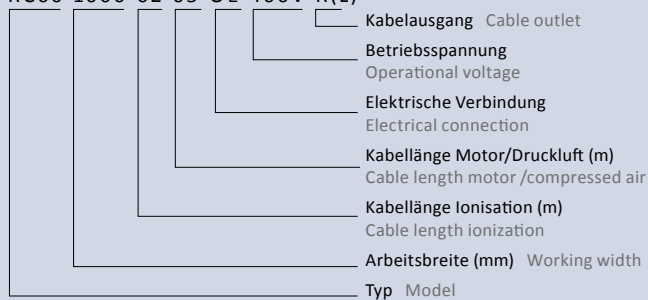 Kabelausgang Cable outlet
Betriebsspannung
Operational voltage
Elektrische Verbindung
Electrical connection
Kabellänge Motor/Druckluft (m)
Cable length motor /compressed air
Kabellänge Ionisation (m)
Cable length ionization
Arbeitsbreite (mm) Working width
Typ Model